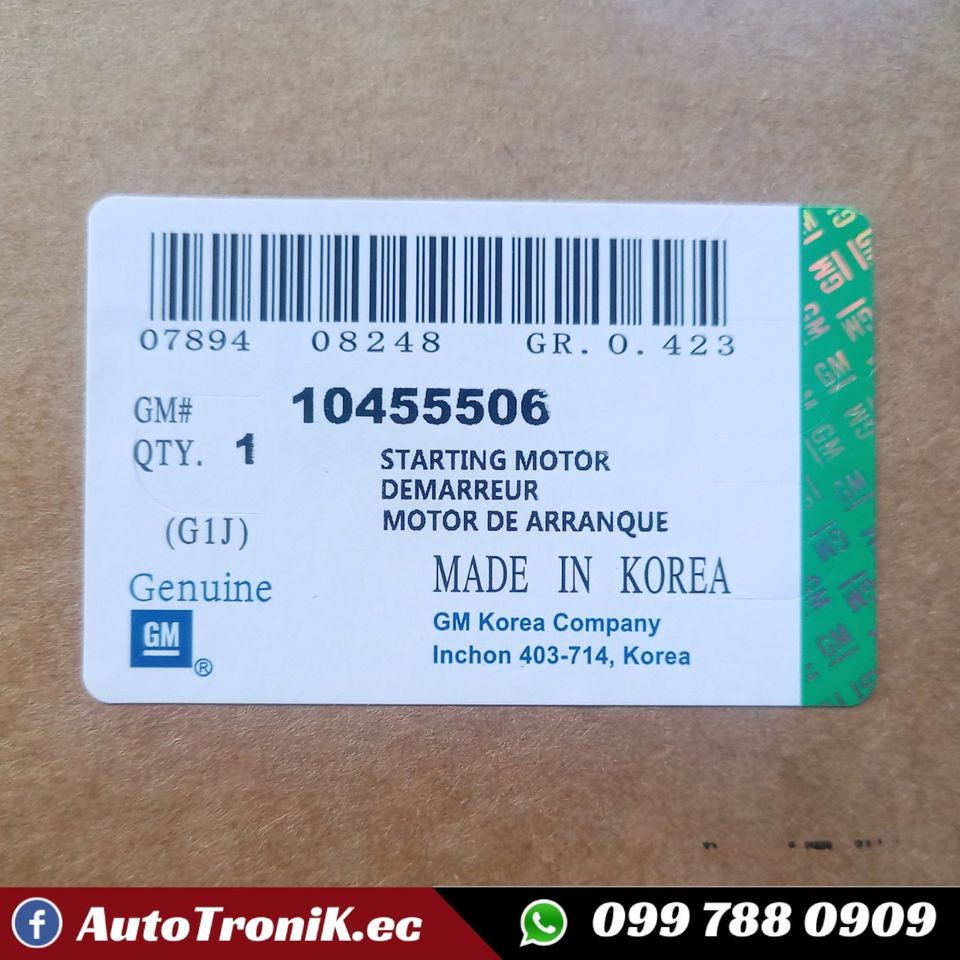 07894 08248 GR. 0. 423
GM# 10455506
QTY. 1
STARTING MOTOR
DEMARREUR
MOTOR DE ARRANQUE
(G1J)
MADE IN KOREA
Genuine
GM Korea Company
GM ®
Inchon 403-714, Korea
AutoTroniK.ec 099 788 0909